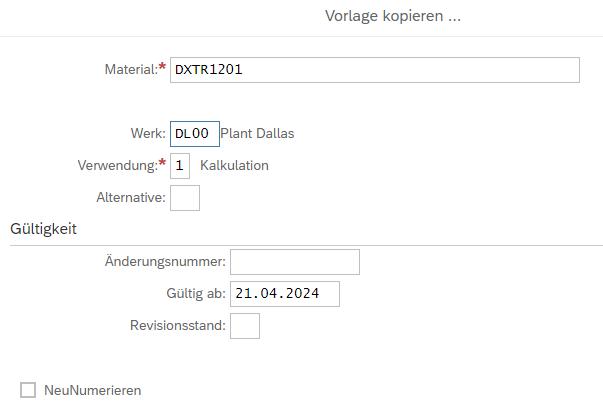 Vorlage kopieren ...
Material:* DXTR1201
Werk: DL00 Plant Dallas
Verwendung:* 1 Kalkulation
Alternative:
Gültigkeit
Änderungsnummer:
Gültig ab: 21.04.2024
Revisionsstand:
NeuNumerieren